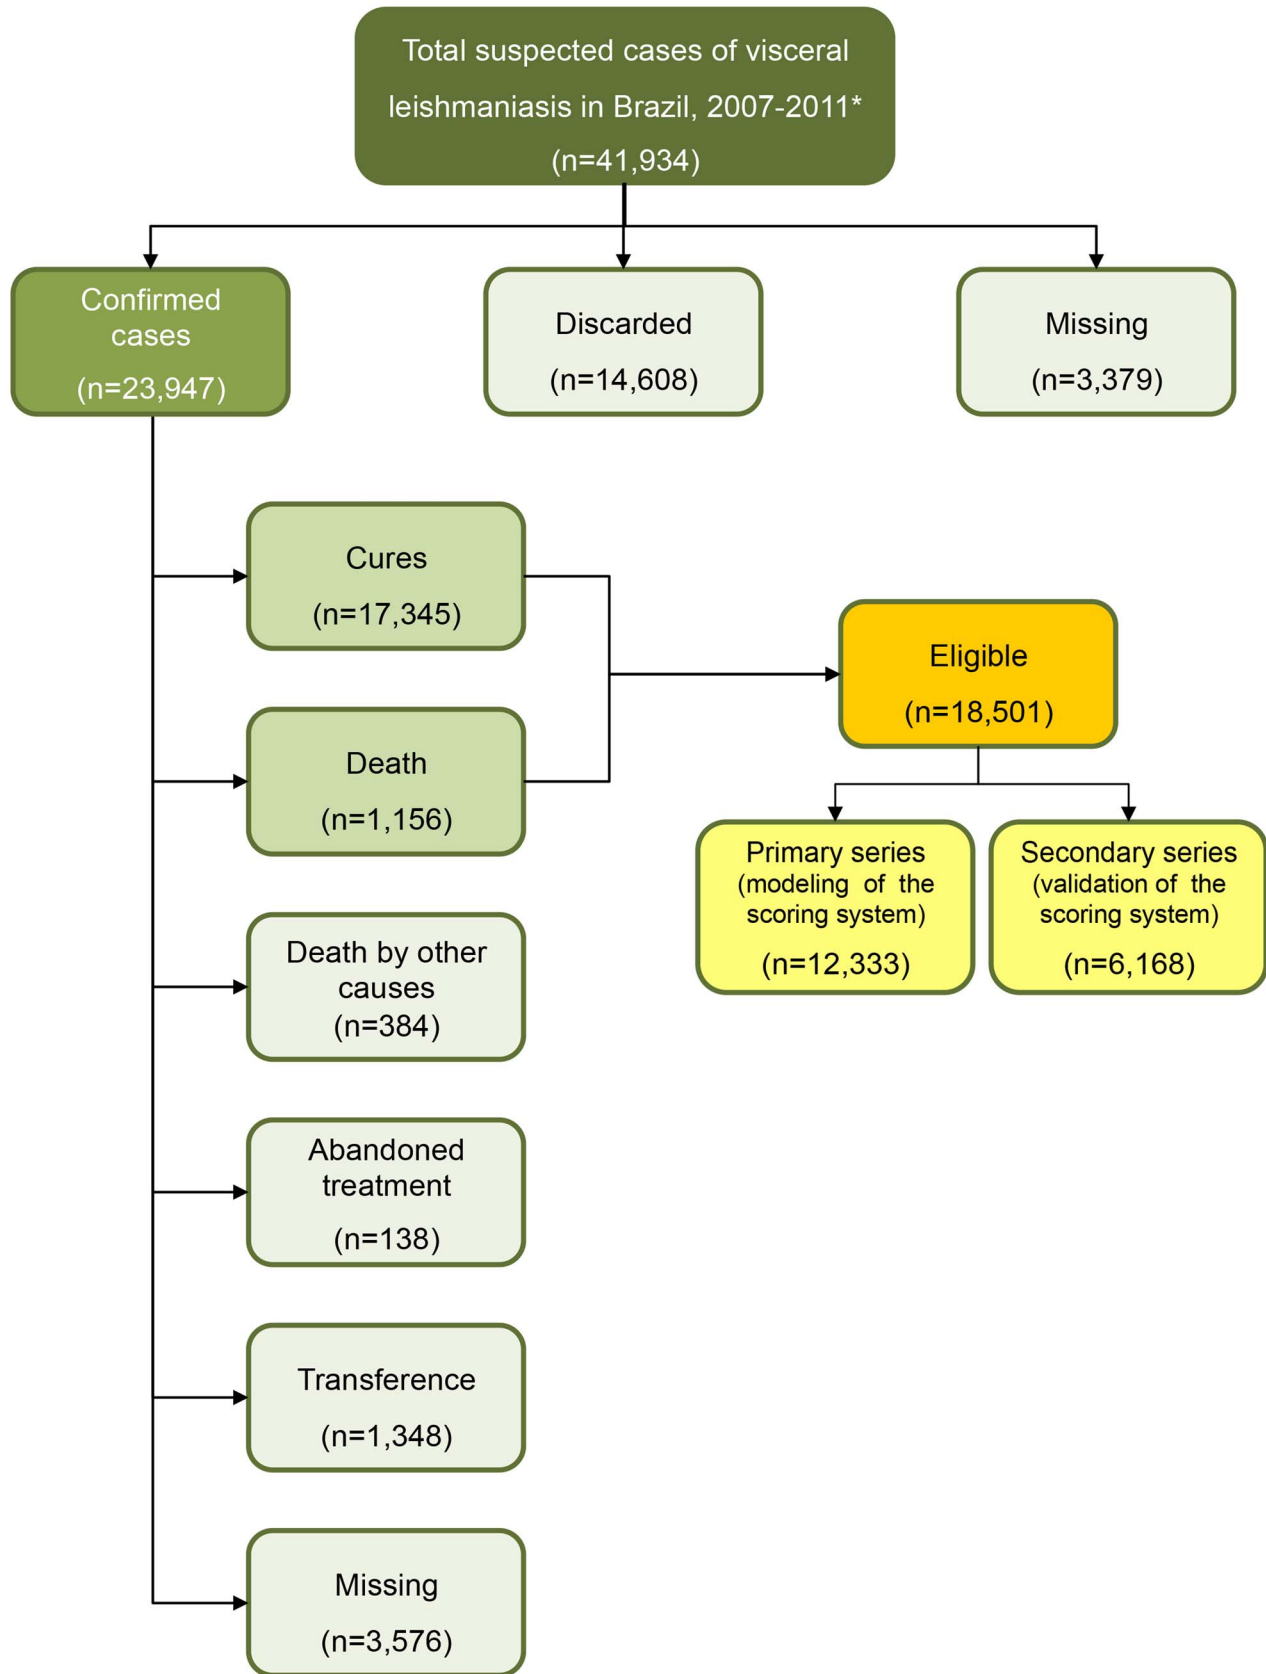 Total suspected cases of visceral
leishmaniasis in Brazil, 2007-2011*
(n=41,934)
Confirmed
cases
(n=23,947)
Discarded
(n=14,608)
Missing
(n=3,379)
Cures
(n=17,345)
Death
(n=1,156)
Eligible
(n=18,501)
Primary series
(modeling of the
scoring system)
(n=12,333)
Secondary series
(validation of the
scoring system)
(n=6,168)
Death by other
causes
(n=384)
Abandoned
treatment
(n=138)
Transference
(n=1,348)
Missing
(n=3,576)